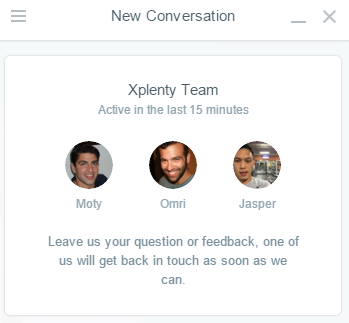 New Conversation
Xplenty Team
Active in the last 15 minutes
Moty
Omri
Jasper
Leave us your question or feedback, one of
us will get back in touch as soon as we
can.